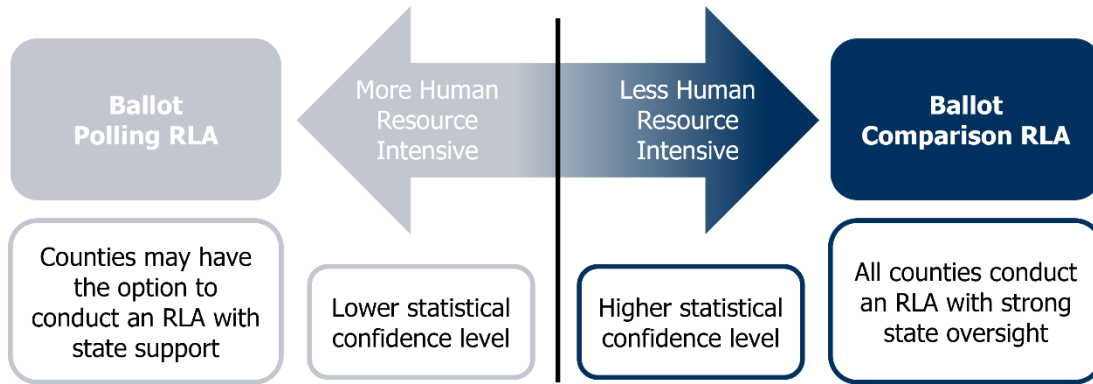 Ballot
Polling RLA
More Human
Resource
Intensive
Less Human
Resource
Intensive
Ballot
Comparison RLA
Counties may have
the option to
conduct an RLA with
state support
Lower statistical
confidence level
Higher statistical
confidence level
All counties conduct
an RLA with strong
state oversight